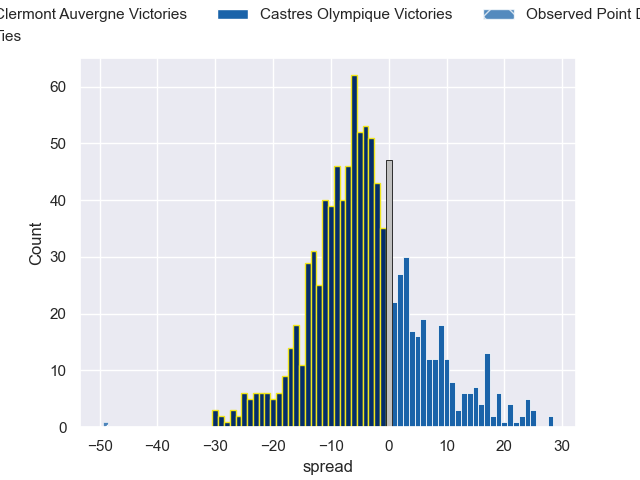 Clermont Auvergne Victories Castres Olympique Victories Observed Point
Ties
60
50
40
30
20
10
0
Count
−50 −40 −30 −20 −10 0 10 20 30
spread